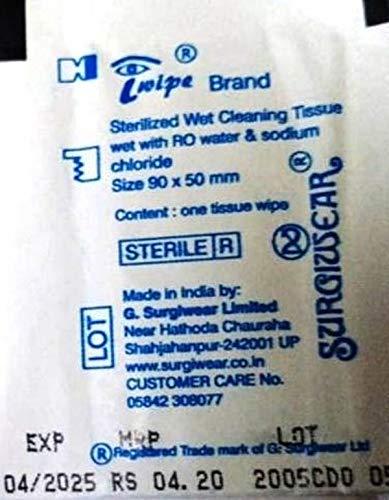 iwipe ® Brand
Sterilized Wet Cleaning Tissue
wet with RO water & sodium
chloride
Size 90 x 50 mm
Content : one tissue wipe
STERILE R
2
SURGIWEAR ®
LOT
Made in India by:
G. Surgiwear Limited
Near Hathoda Chauraha
Shahjahanpur-242001 UP
www.surgiwear.co.in
CUSTOMER CARE No.
05842 308077
EXP MRP LOT
® Registered Trade mark of G. Surgiwear Ltd
04/2025 RS 04.20 2005CDO